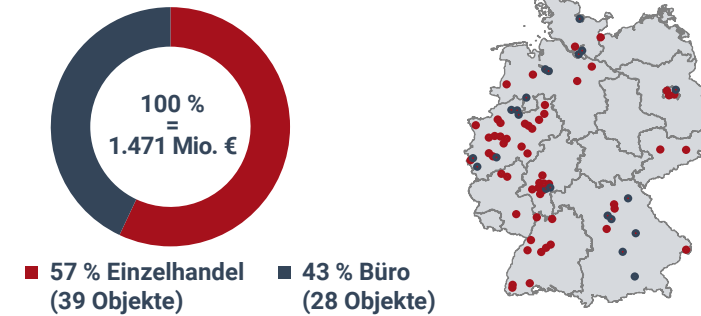 100 %
=
1.471 Mio. €
57 % Einzelhandel
(39 Objekte)
43 % Büro
(28 Objekte)